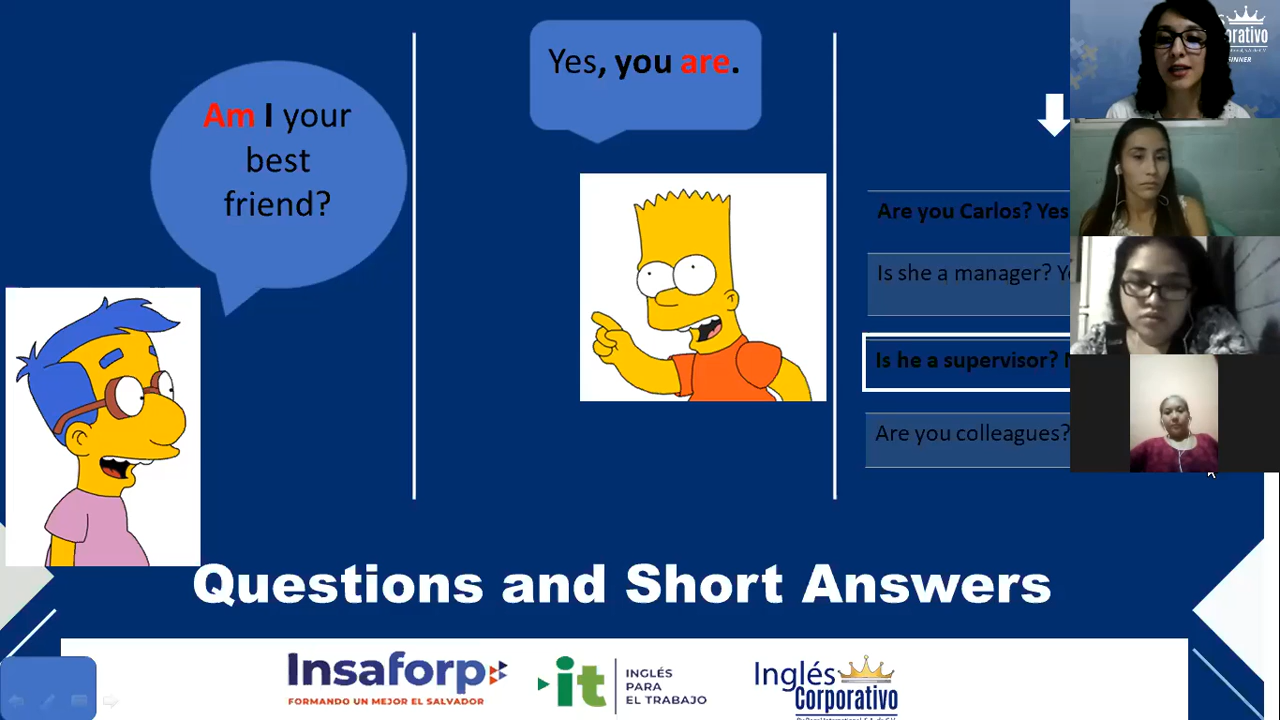 Am I your
best
friend?
Yes, you are.
Are you Carlos? Yes
Is she a manager?
Is he a supervisor?
Are you colleagues?
Questions and Short Answers
Insaforp
FORMANDO UN MEJOR EL SALVADOR
it
INGLÉS
PARA
EL TRABAJO
Inglés
Corporativo